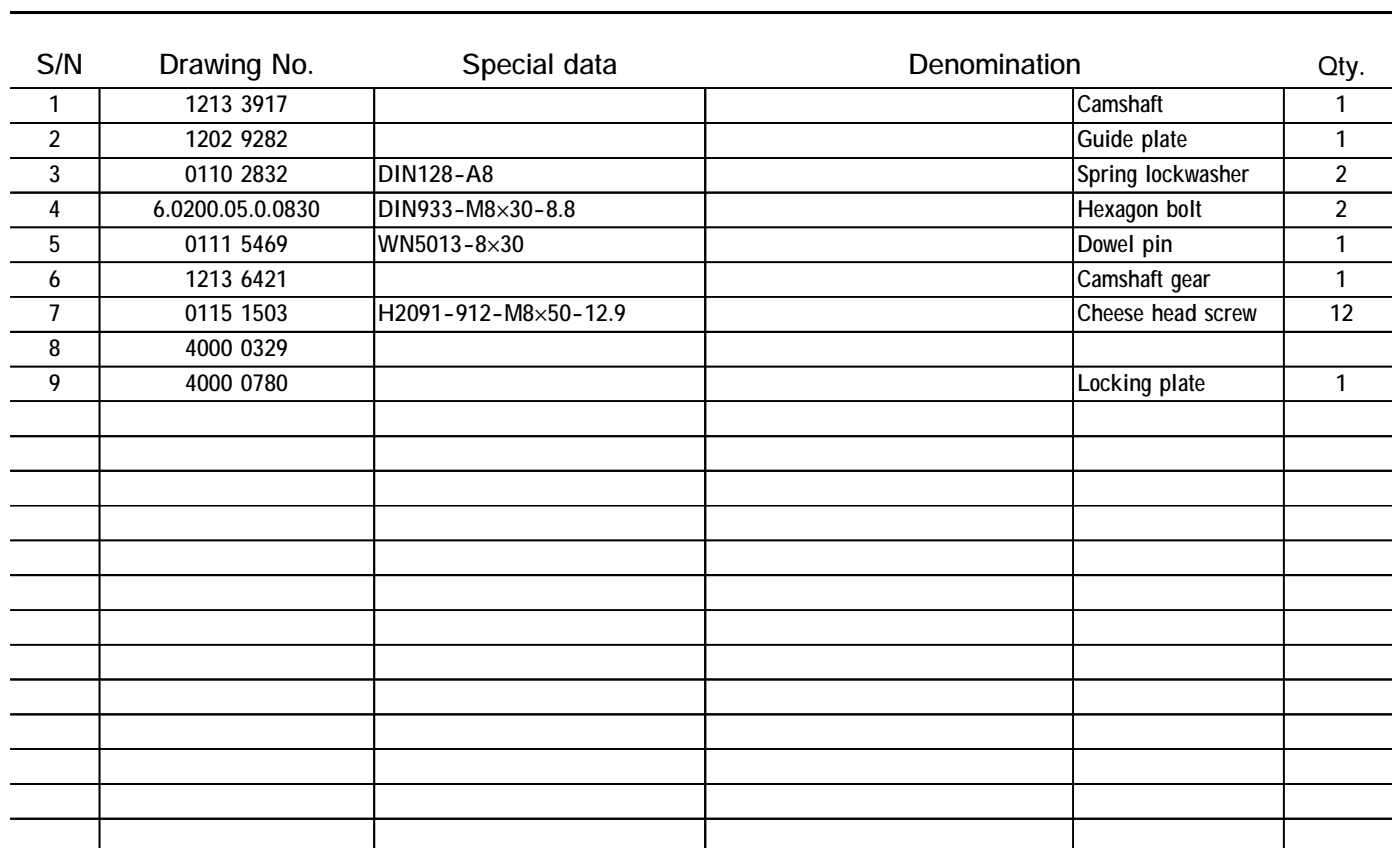 S/N Drawing No. Special data Denomination Qty.
1 1213 3917 Camshaft 1
2 1202 9282 Guide plate 1
3 0110 2832 DIN128-A8 Spring lockwasher 2
4 6.0200.05.0.0830 DIN933-M8×30-8.8 Hexagon bolt 2
5 0111 5469 WN5013-8×30 Dowel pin 1
6 1213 6421 Camshaft gear 1
7 0115 1503 H2091-912-M8×50-12.9 Cheese head screw 12
8 4000 0329
9 4000 0780 Locking plate 1